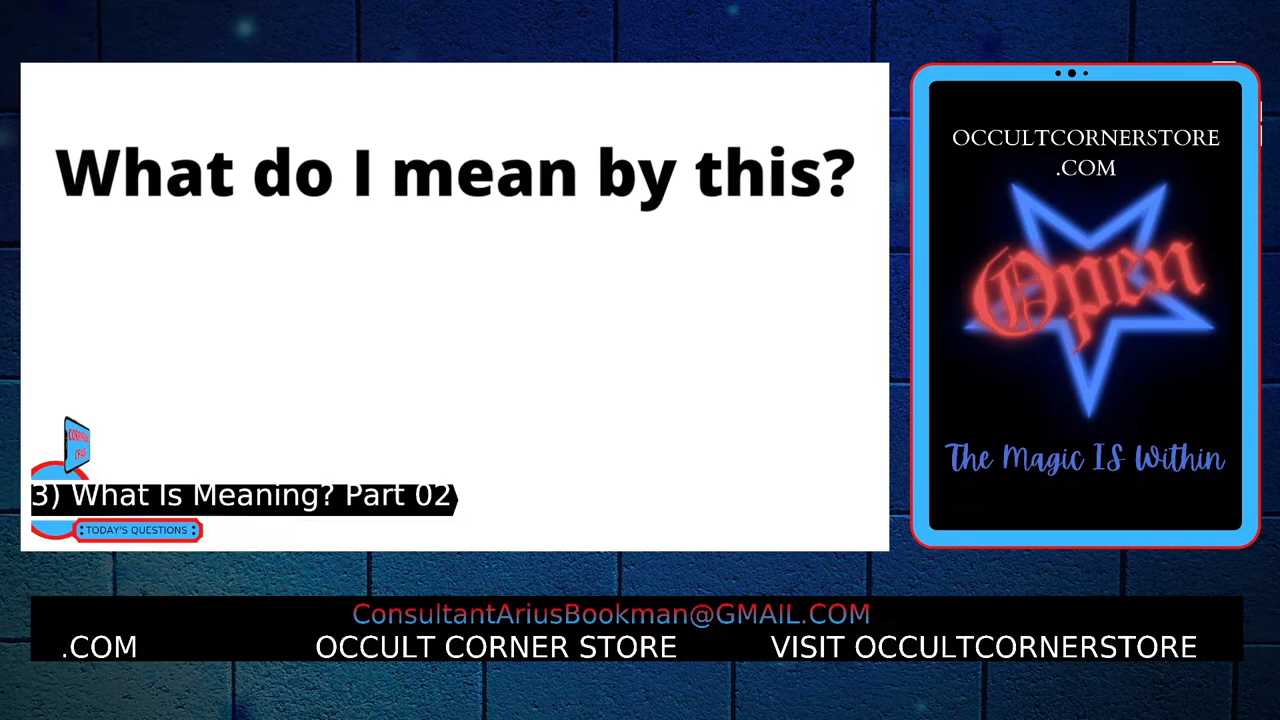 What do I mean by this?
3) What Is Meaning? Part 02
TODAY'S QUESTIONS
OCCULTCORNERSTORE
.COM
Open
The Magic IS Within
ConsultantAriusBookman@GMAIL.COM
.COM OCCULT CORNER STORE VISIT OCCULTCORNERSTORE